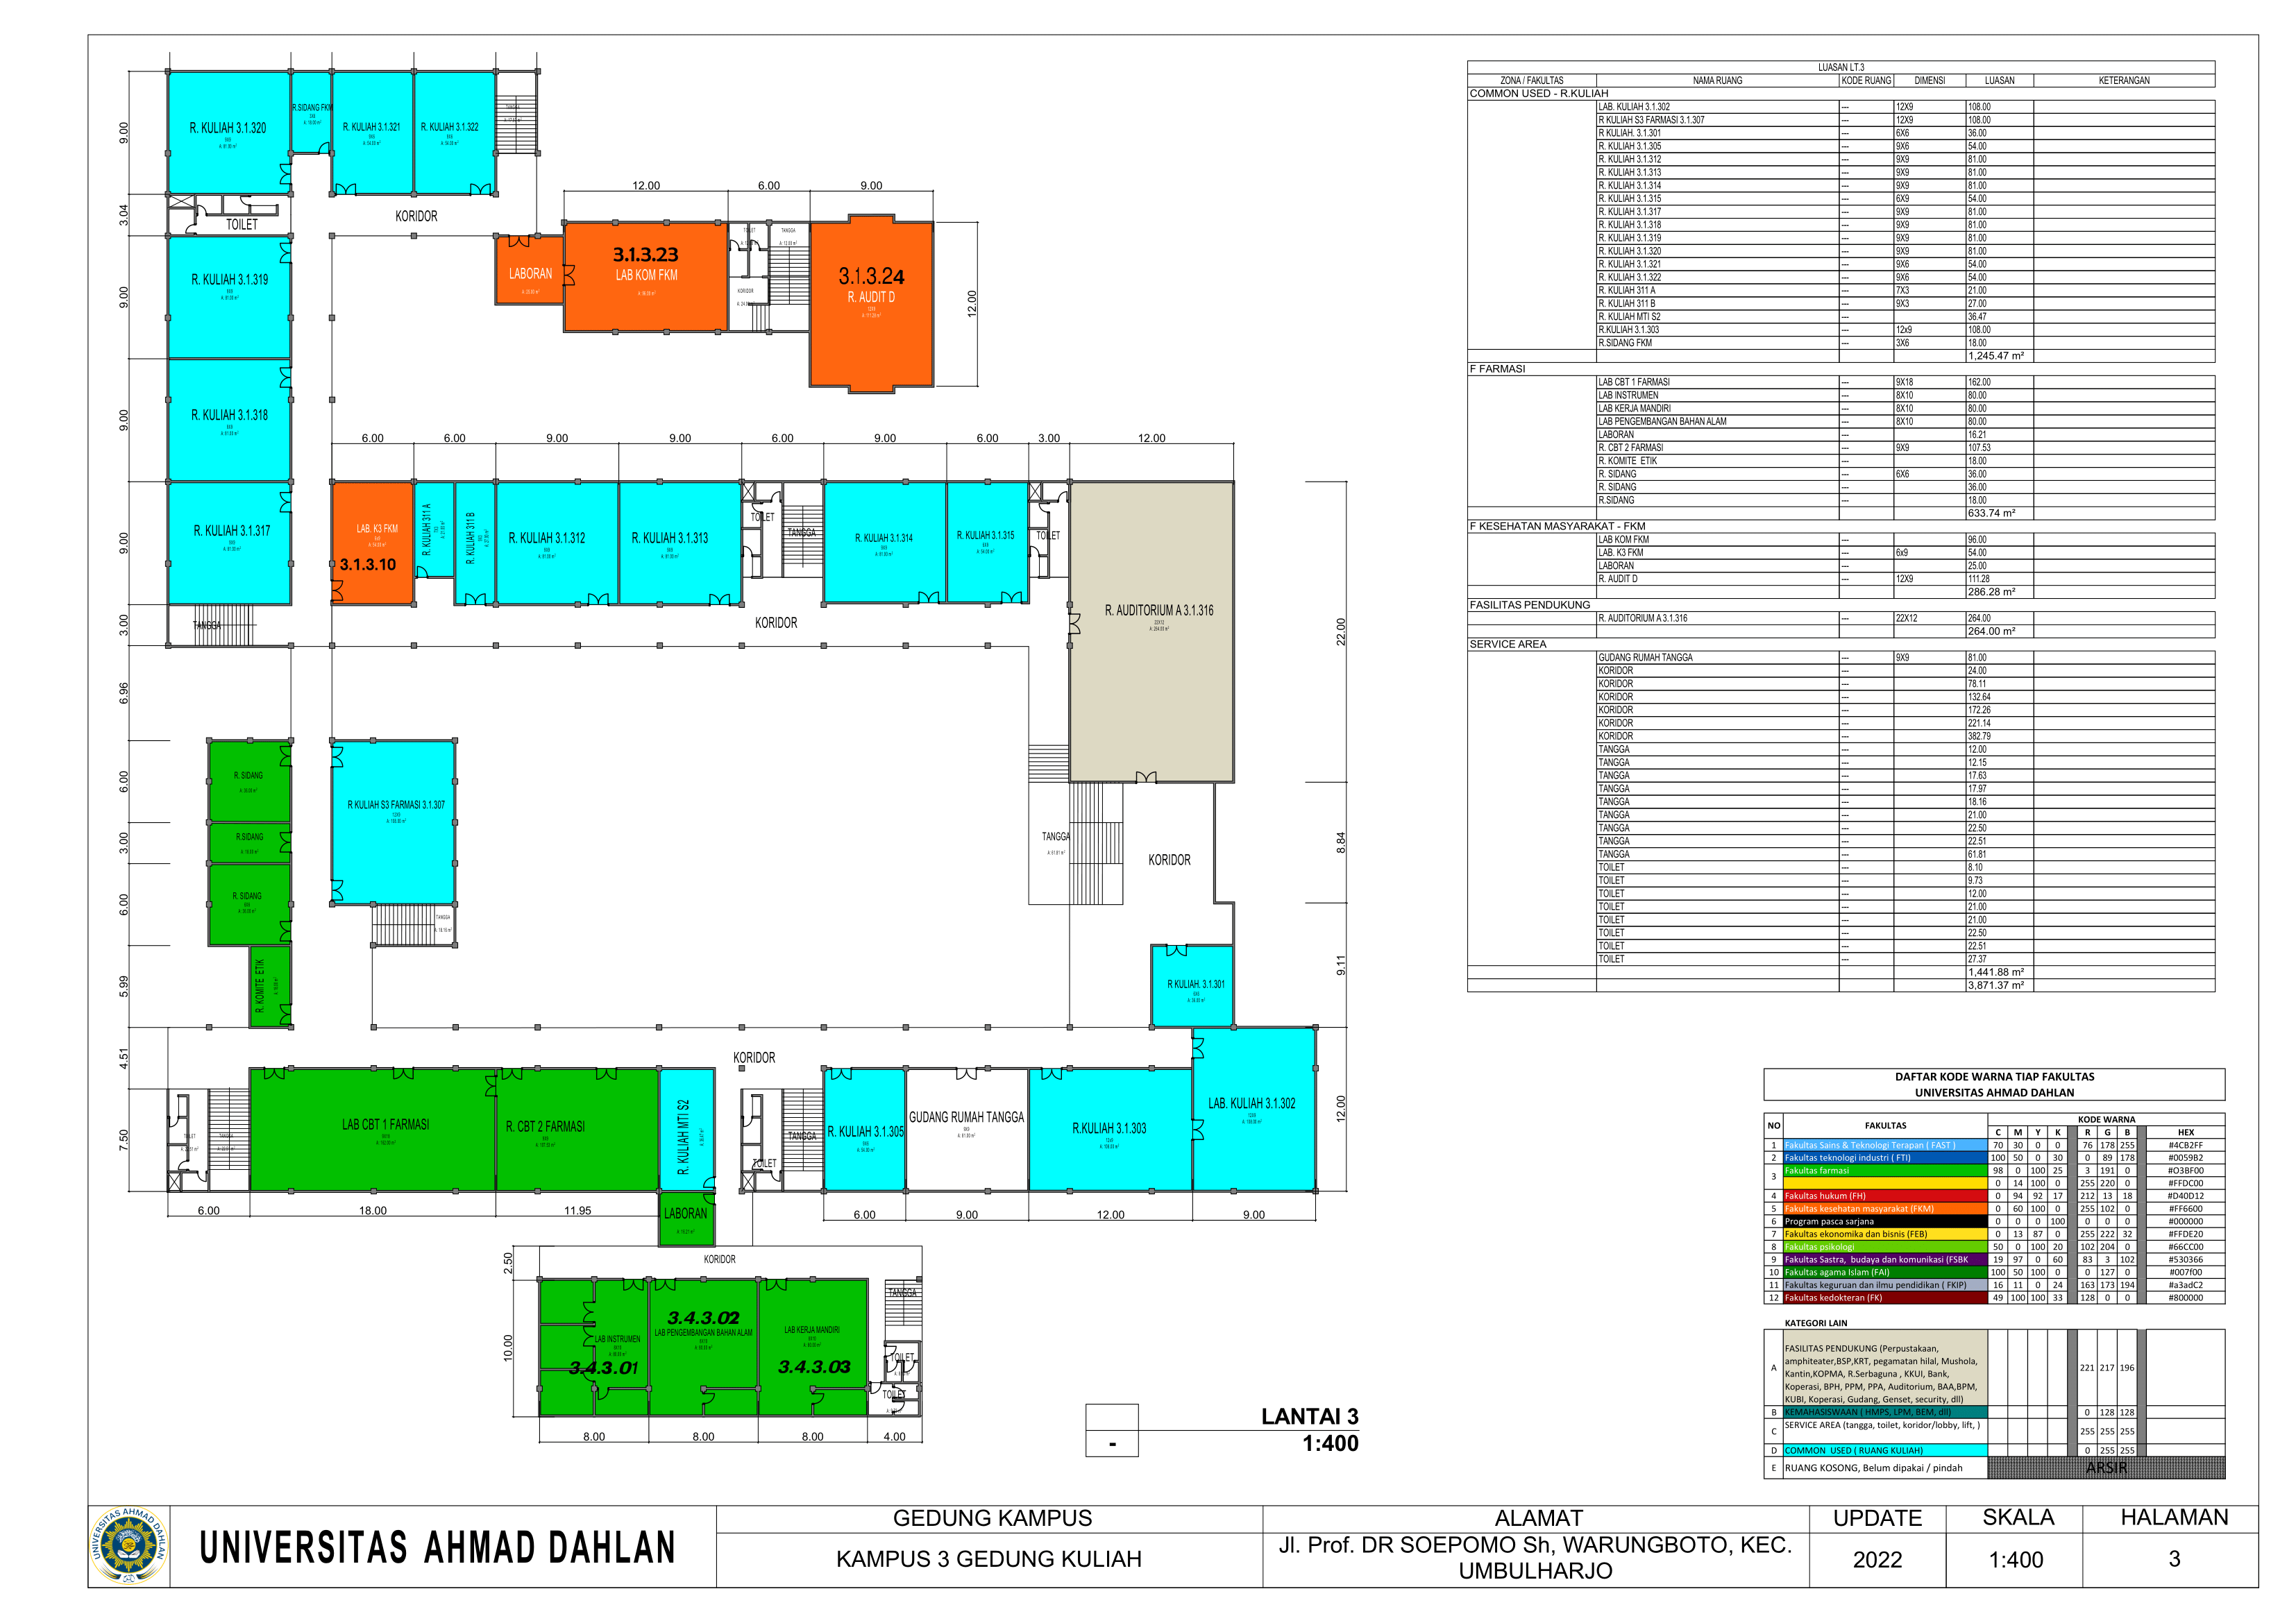 9.00
3.04
9.00
9.00
9.00
3.00
6.96
6.00
3.00
6.00
5.99
4.51
7.50
R. KULIAH 3.1.320
R.SIDANG FKM
R. KULIAH 3.1.321
R. KULIAH 3.1.322
TANGGA
TOILET
KORIDOR
R. KULIAH 3.1.319
R. KULIAH 3.1.318
R. KULIAH 3.1.317
TANGGA
12.00
6.00
9.00
12.00
LABORAN
3.1.3.23
LAB KOM FKM
TOILET
TANGGA
KORIDOR
3.1.3.24
R. AUDIT D
6.00
6.00
9.00
9.00
6.00
9.00
6.00
3.00
12.00
LAB. K3 FKM
3.1.3.10
R. KULIAH 311 A
R. KULIAH 311 B
R. KULIAH 3.1.312
R. KULIAH 3.1.313
TOILET
TANGGA
R. KULIAH 3.1.314
R. KULIAH 3.1.315
TOILET
R. AUDITORIUM A 3.1.316
KORIDOR
22.00
8.84
9.11
12.00
R. SIDANG
R.SIDANG
R. SIDANG
R. KOMITE ETIK
R KULIAH S3 FARMASI 3.1.307
TANGGA
TANGGA
KORIDOR
R KULIAH. 3.1.301
KORIDOR
TOILET
TANGGA
LAB CBT 1 FARMASI
R. CBT 2 FARMASI
R. KULIAH MTI S2
LABORAN
TOILET
TANGGA
R. KULIAH 3.1.305
GUDANG RUMAH TANGGA
R.KULIAH 3.1.303
LAB. KULIAH 3.1.302
6.00
18.00
11.95
6.00
9.00
12.00
9.00
KORIDOR
2.50
10.00
LAB INSTRUMEN
3.4.3.01
3.4.3.02
LAB PENGEMBANGAN BAHAN ALAM
LAB KERJA MANDIRI
3.4.3.03
TANGGA
TOILET
TOILET
8.00
8.00
8.00
4.00
LANTAI 3
-
1:400
LUASAN LT.3
ZONA / FAKULTAS NAMA RUANG KODE RUANG DIMENSI LUASAN KETERANGAN
COMMON USED - R.KULIAH
LAB. KULIAH 3.1.302 --- 12X9 108.00
R KULIAH S3 FARMASI 3.1.307 --- 12X9 108.00
R KULIAH. 3.1.301 --- 6X6 36.00
R. KULIAH 3.1.305 --- 9X6 54.00
R. KULIAH 3.1.312 --- 9X9 81.00
R. KULIAH 3.1.313 --- 9X9 81.00
R. KULIAH 3.1.314 --- 9X9 81.00
R. KULIAH 3.1.315 --- 6X9 54.00
R. KULIAH 3.1.317 --- 9X9 81.00
R. KULIAH 3.1.318 --- 9X9 81.00
R. KULIAH 3.1.319 --- 9X9 81.00
R. KULIAH 3.1.320 --- 9X9 81.00
R. KULIAH 3.1.321 --- 9X6 54.00
R. KULIAH 3.1.322 --- 9X6 54.00
R. KULIAH 311 A --- 7X3 21.00
R. KULIAH 311 B --- 9X3 27.00
R. KULIAH MTI S2 --- 36.47
R.KULIAH 3.1.303 --- 12x9 108.00
R.SIDANG FKM --- 3X6 18.00
1,245.47 m²
F FARMASI
LAB CBT 1 FARMASI --- 9X18 162.00
LAB INSTRUMEN --- 8X10 80.00
LAB KERJA MANDIRI --- 8X10 80.00
LAB PENGEMBANGAN BAHAN ALAM --- 8X10 80.00
LABORAN --- 16.21
R. CBT 2 FARMASI --- 9X9 107.53
R. KOMITE ETIK --- 18.00
R. SIDANG --- 6X6 36.00
R. SIDANG --- 36.00
R.SIDANG --- 18.00
633.74 m²
F KESEHATAN MASYARAKAT - FKM
LAB KOM FKM --- 96.00
LAB. K3 FKM --- 6x9 54.00
LABORAN --- 25.00
R. AUDIT D --- 12X9 111.28
286.28 m²
FASILITAS PENDUKUNG
R. AUDITORIUM A 3.1.316 --- 22X12 264.00
264.00 m²
SERVICE AREA
GUDANG RUMAH TANGGA --- 9X9 81.00
KORIDOR --- 24.00
KORIDOR --- 78.11
KORIDOR --- 132.64
KORIDOR --- 172.26
KORIDOR --- 221.14
KORIDOR --- 382.79
TANGGA --- 12.00
TANGGA --- 12.15
TANGGA --- 17.63
TANGGA --- 17.97
TANGGA --- 18.16
TANGGA --- 21.00
TANGGA --- 22.50
TANGGA --- 22.51
TANGGA --- 61.81
TOILET --- 8.10
TOILET --- 9.73
TOILET --- 12.00
TOILET --- 21.00
TOILET --- 21.00
TOILET --- 22.50
TOILET --- 22.51
TOILET --- 27.37
1,441.88 m²
3,871.37 m²
DAFTAR KODE WARNA TIAP FAKULTAS
UNIVERSITAS AHMAD DAHLAN
NO FAKULTAS KODE WARNA
C M Y K R G B HEX
1 Fakultas Sains & Teknologi Terapan ( FAST ) 70 30 0 0 76 178 255 #4CB2FF
2 Fakultas teknologi industri ( FTI) 100 50 0 30 0 89 178 #0059B2
3 Fakultas farmasi 98 0 100 25 3 191 0 #O3BF00
0 14 100 0 255 220 0 #FFDC00
4 Fakultas hukum (FH) 0 94 92 17 212 13 18 #D40D12
5 Fakultas kesehatan masyarakat (FKM) 0 60 100 0 255 102 0 #FF6600
6 Program pasca sarjana 0 0 0 100 0 0 0 #000000
7 Fakultas ekonomika dan bisnis (FEB) 0 13 87 0 255 222 32 #FFDE20
8 Fakultas psikologi 50 0 100 20 102 204 0 #66CC00
9 Fakultas Sastra, budaya dan komunikasi (FSBK 19 97 0 60 83 3 102 #530366
10 Fakultas agama Islam (FAI) 100 50 100 0 0 127 0 #007f00
11 Fakultas keguruan dan ilmu pendidikan ( FKIP) 16 11 0 24 163 173 194 #a3adC2
12 Fakultas kedokteran (FK) 49 100 100 33 128 0 0 #800000
KATEGORI LAIN
A FASILITAS PENDUKUNG (Perpustakaan,
amphiteater,BSP,KRT, pegamatan hilal, Mushola,
Kantin,KOPMA, R.Serbaguna , KKUI, Bank,
Koperasi, BPH, PPM, PPA, Auditorium, BAA,BPM,
KUBI, Koperasi, Gudang, Genset, security, dll)
221 217 196
B KEMAHASISWAAN ( HMPS, LPM, BEM, dll) 0 128 128
C SERVICE AREA (tangga, toilet, koridor/lobby, lift, ) 255 255 255
D COMMON USED ( RUANG KULIAH) 0 255 255
E RUANG KOSONG, Belum dipakai / pindah ARSIR
UNIVERSITAS AHMAD DAHLAN
UNIVERSITAS AHMAD DAHLAN
GEDUNG KAMPUS
KAMPUS 3 GEDUNG KULIAH
ALAMAT
Jl. Prof. DR SOEPOMO Sh, WARUNGBOTO, KEC.
UMBULHARJO
UPDATE
2022
SKALA
1:400
HALAMAN
3